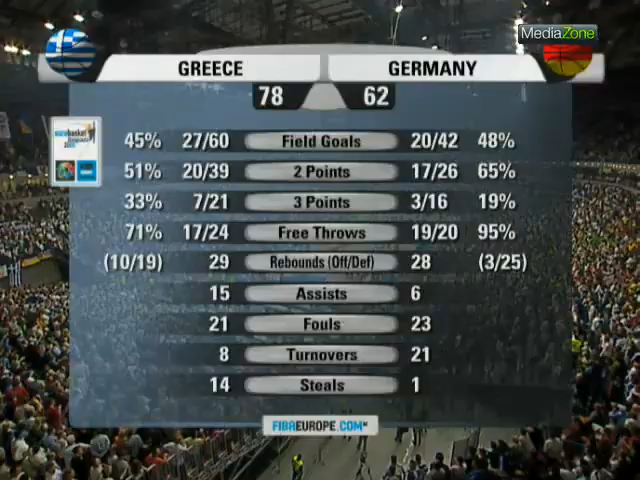 MediaZone
GREECE GERMANY
78 62
45% 27/60 Field Goals 20/42 48%
51% 20/39 2 Points 17/26 65%
33% 7/21 3 Points 3/16 19%
71% 17/24 Free Throws 19/20 95%
(10/19) 29 Rebounds (Off/Def) 28 (3/25)
15 Assists 6
21 Fouls 23
8 Turnovers 21
14 Steals 1
FIBAEUROPE.COM